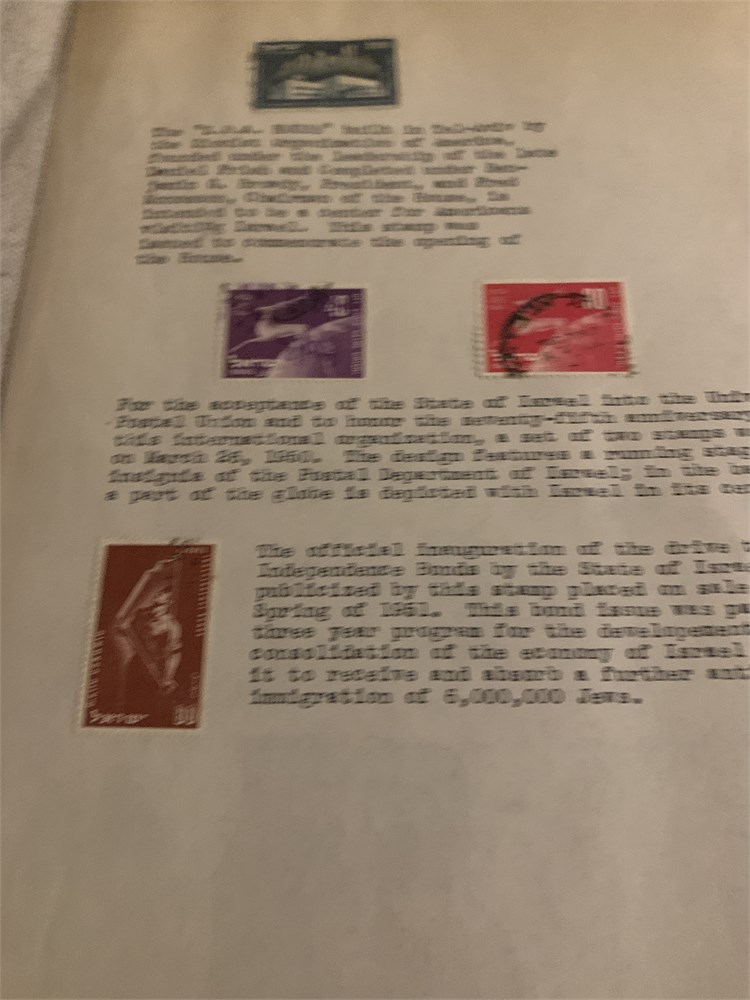 The "Z.O.A. HOUSE" built in Tel-Aviv by
the Zionist Organization of America,
founded under the leadership of the late
Daniel Frish and Completed under Ben-
jamin G. Browdy, President, and Fred
Chairman of the House, is
intended to be a center for Americans
visiting Israel. This stamp was
issued to commemorate the opening of
the House.
For the acceptance of the State of Israel into the
Postal Union and to honor the seventy-fifth
this international organization, a set of two stamps
on March 26, 1950. The design features a running
insignia of the Postal Department of Israel; in the
a part of the globe is depicted with Israel in its
The official inauguration of the drive
Independence Bonds by the State of
publicized by this stamp placed on
Spring of 1951. This bond issue was
three year program for the developement
consolidation of the economy of Israel
it to receive and absorb a further
immigration of 6,000,000 Jews.